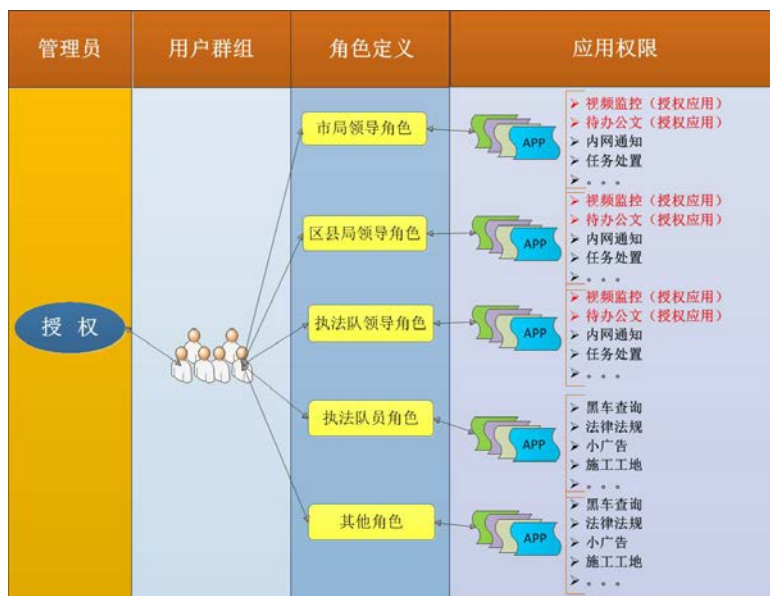 管理员
用户群组
角色定义
应用权限
授 权
市局领导角色
APP
➢ 视频监控（授权应用）
➢ 待办公文（授权应用）
➢ 内网通知
➢ 任务处置
➢ 。。。
区县局领导角色
APP
➢ 视频监控（授权应用）
➢ 待办公文（授权应用）
➢ 内网通知
➢ 任务处置
➢ 。。。
执法队领导角色
APP
➢ 视频监控（授权应用）
➢ 待办公文（授权应用）
➢ 内网通知
➢ 任务处置
➢ 。。。
执法队员角色
APP
➢ 黑车查询
➢ 法律法规
➢ 小广告
➢ 施工工地
➢ 。。。
其他角色
APP
➢ 黑车查询
➢ 法律法规
➢ 小广告
➢ 施工工地
➢ 。。。